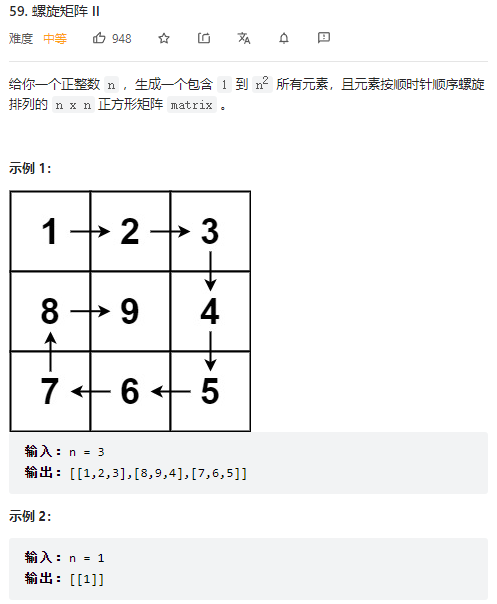 59. 螺旋矩阵 II
难度 中等 948
给你一个正整数 n ，生成一个包含 1 到 n² 所有元素，且元素按顺时针顺序螺旋
排列的 n x n 正方形矩阵 matrix 。
示例 1：
1 2 3
8 9 4
7 6 5
输入：n = 3
输出：[[1,2,3],[8,9,4],[7,6,5]]
示例 2：
输入：n = 1
输出：[[1]]